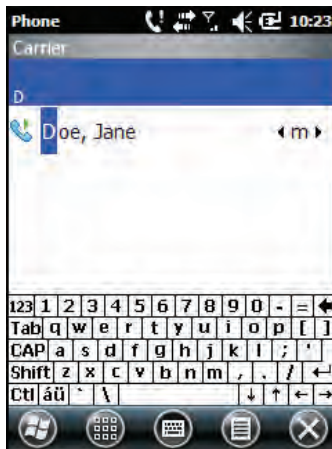 Phone 10:23
Carrier
D
Doe, Jane m
123 1 2 3 4 5 6 7 8 9 0 - =
Tab q w e r t y u i o p [ ]
CAP a s d f g h j k l ; '
Shift z x c v b n m , . /
Ctl áü ` \